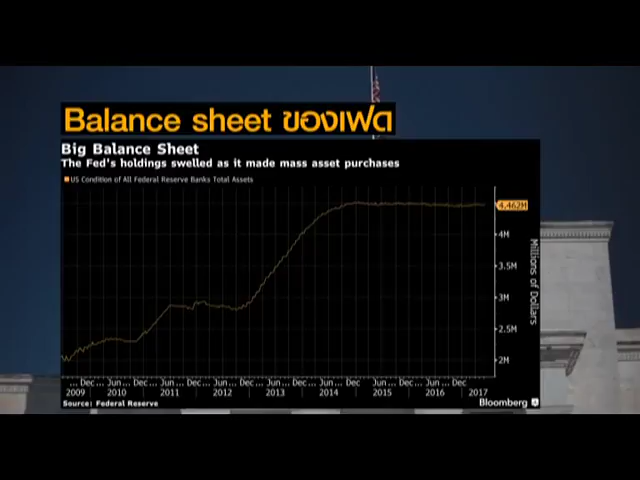 Balance sheet ของเฟด
Big Balance Sheet
The Fed's holdings swelled as it made mass asset purchases
US Condition of All Federal Reserve Banks Total Assets
4.462M
4M
3.5M
3M
2.5M
2M
Millions of Dollars
... Dec ... Jun ... Dec ... Jun ... Dec ... Jun ... Dec ... Jun ... Dec ... Jun ... Dec ... Jun ... Dec ... Jun ... Dec
2009 2010 2011 2012 2013 2014 2015 2016 2017
Source: Federal Reserve
Bloomberg